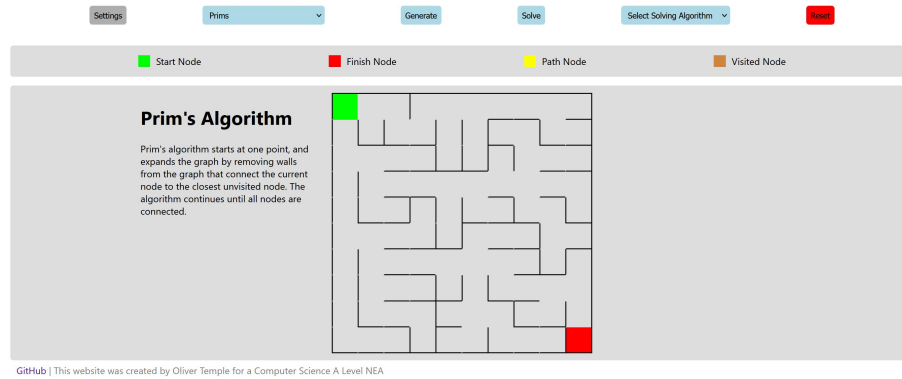 Settings
Prims
Generate
Solve
Select Solving Algorithm
Reset
Start Node
Finish Node
Path Node
Visited Node
Prim's Algorithm
Prim's algorithm starts at one point, and
expands the graph by removing walls
from the graph that connect the current
node to the closest unvisited node. The
algorithm continues until all nodes are
connected.
GitHub | This website was created by Oliver Temple for a Computer Science A Level NEA